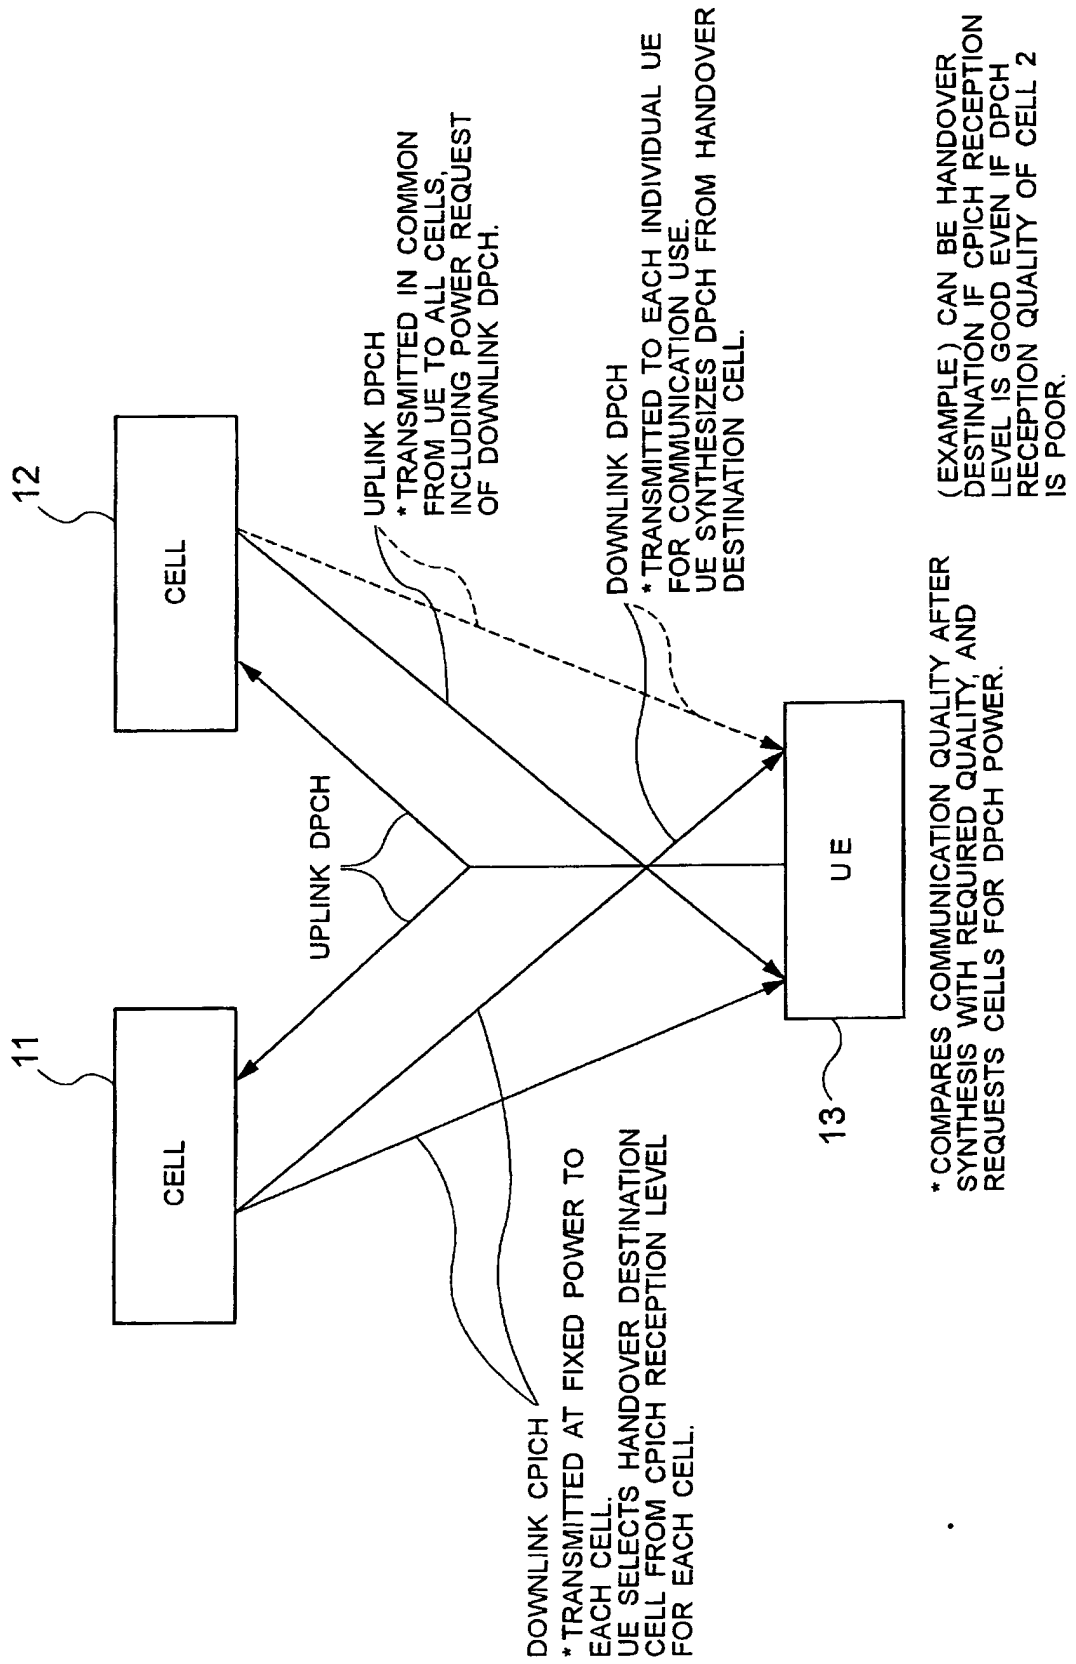 11
12
CELL
CELL
UPLINK DPCH
UPLINK DPCH
*TRANSMITTED IN COMMON
FROM UE TO ALL CELLS,
INCLUDING POWER REQUEST
OF DOWNLINK DPCH.
DOWNLINK CPICH
*TRANSMITTED AT FIXED POWER TO
EACH CELL.
UE SELECTS HANDOVER DESTINATION
CELL FROM CPICH RECEPTION LEVEL
FOR EACH CELL.
DOWNLINK DPCH
*TRANSMITTED TO EACH INDIVIDUAL UE
FOR COMMUNICATION USE.
UE SYNTHESIZES DPCH FROM HANDOVER
DESTINATION CELL.
13
UE
*COMPARES COMMUNICATION QUALITY AFTER
SYNTHESIS WITH REQUIRED QUALITY, AND
REQUESTS CELLS FOR DPCH POWER.
(EXAMPLE) CAN BE HANDOVER
DESTINATION IF CPICH RECEPTION
LEVEL IS GOOD EVEN IF DPCH
RECEPTION QUALITY OF CELL 2
IS POOR.